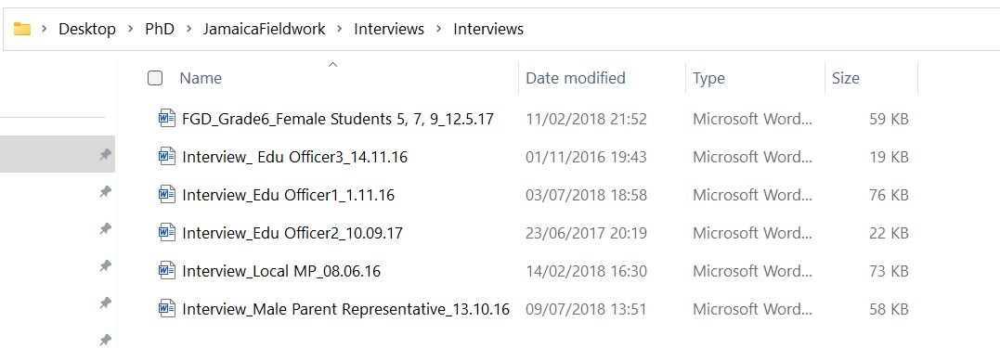 Desktop > PhD > JamaicaFieldwork > Interviews > Interviews
Name Date modified Type Size
FGD_Grade6_Female Students 5, 7, 9_12.5.17 11/02/2018 21:52 Microsoft Word... 59 KB
Interview_ Edu Officer3_14.11.16 01/11/2016 19:43 Microsoft Word... 19 KB
Interview_Edu Officer1_1.11.16 03/07/2018 18:58 Microsoft Word... 76 KB
Interview_Edu Officer2_10.09.17 23/06/2017 20:19 Microsoft Word... 22 KB
Interview_Local MP_08.06.16 14/02/2018 16:30 Microsoft Word... 73 KB
Interview_Male Parent Representative_13.10.16 09/07/2018 13:51 Microsoft Word... 58 KB